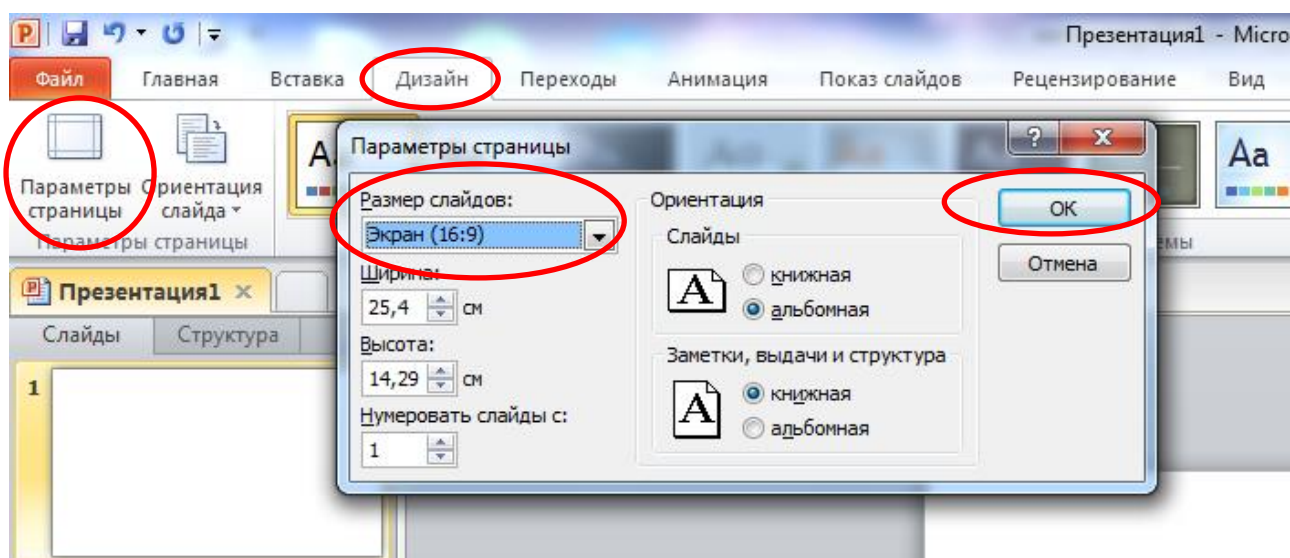 Презентация1 - Micro
Файл Главная Вставка Дизайн Переходы Анимация Показ слайдов Рецензирование Вид
Параметры страницы
Ориентация слайда
Параметры страницы
Aa
Параметры страницы
Размер слайдов:
Экран (16:9)
Ширина:
25,4 см
Высота:
14,29 см
Нумеровать слайды с:
1
Ориентация
Слайды
A
книжная
альбомная
Заметки, выдачи и структура
A
книжная
альбомная
ОК
Отмена
Презентация1
Слайды Структура
1